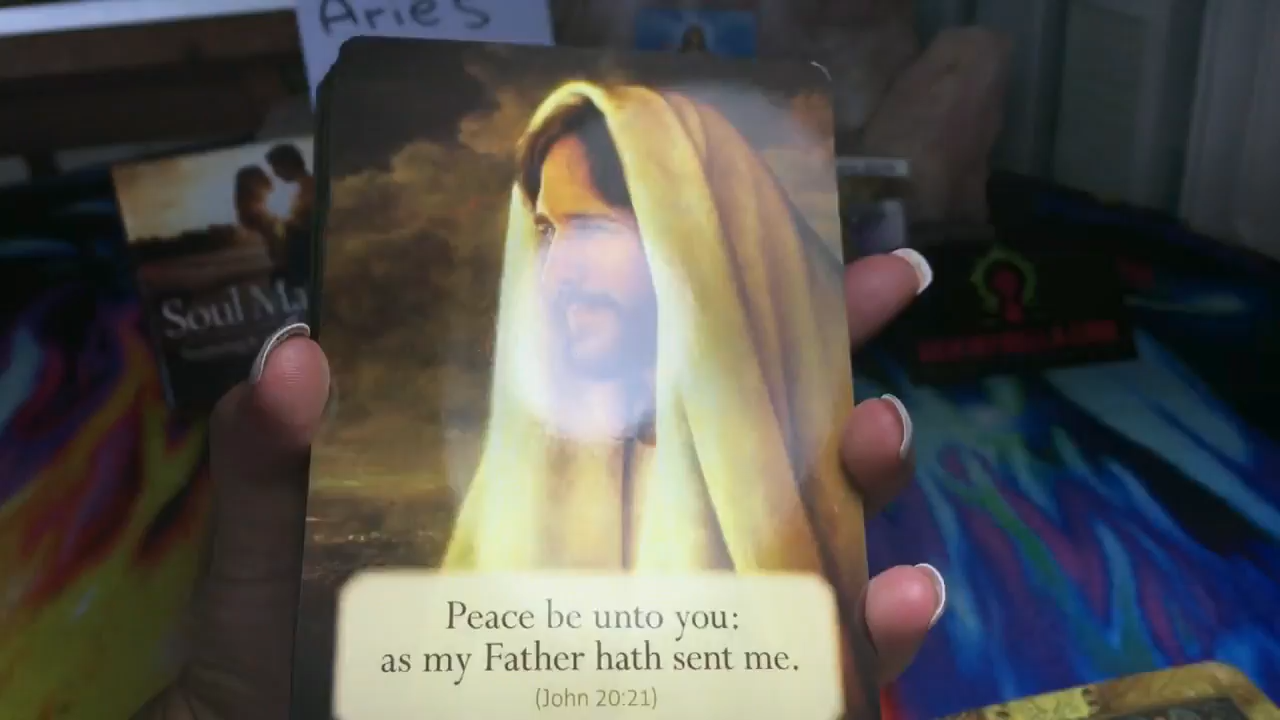 Aries
Soul Ma
Peace be unto you:
as my Father hath sent me.
(John 20:21)